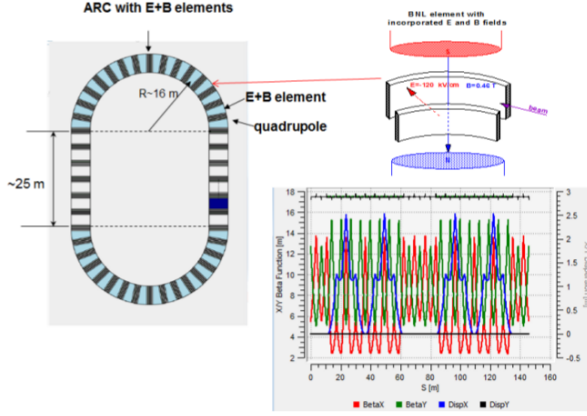 ARC with E+B elements
R~16 m
E+B element
quadrupole
~25 m
BNL element with
incorporated E and B fields
S
E=-120 kV/cm B=0.46 T
beam
N
X/Y Beta Function [m]
18
16
14
12
10
8
6
4
2
3
2.5
2
1.5
1
0.5
0
-0.5
0 20 40 60 80 100 120 140 160
S [m]
BetaX BetaY DispX DispY